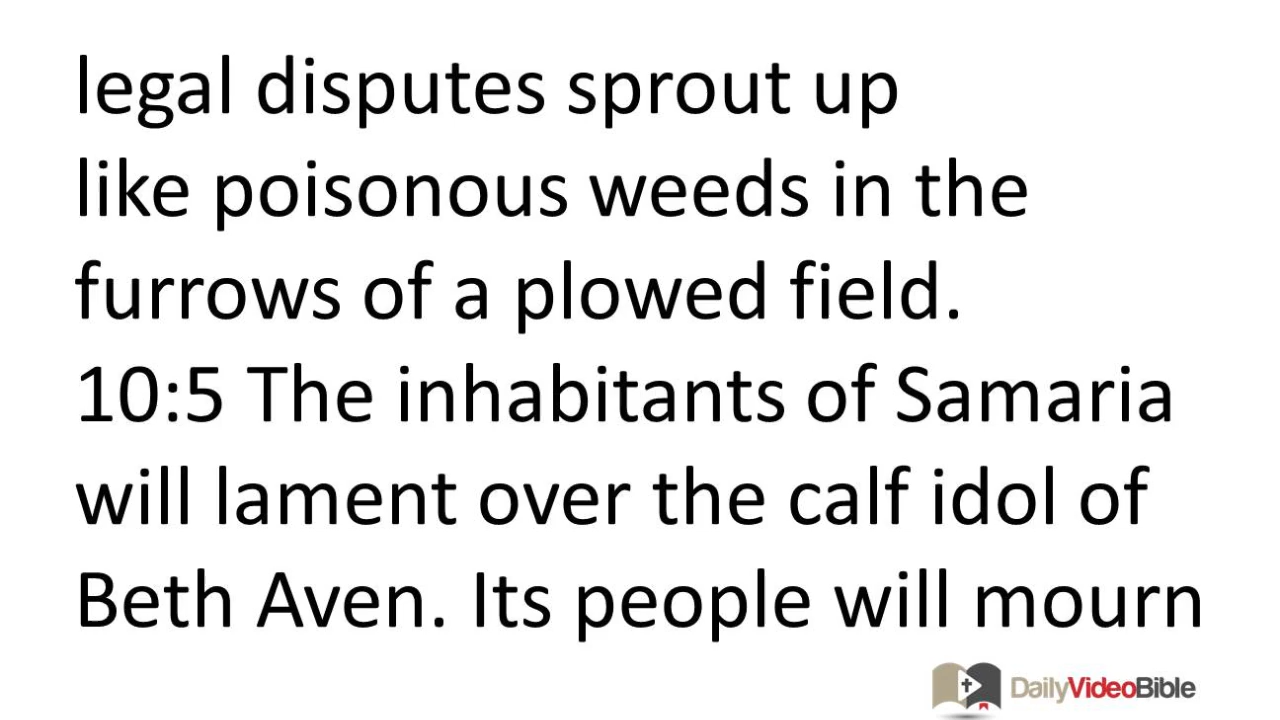 legal disputes sprout up
like poisonous weeds in the
furrows of a plowed field.
10:5 The inhabitants of Samaria
will lament over the calf idol of
Beth Aven. Its people will mourn
DailyVideoBible